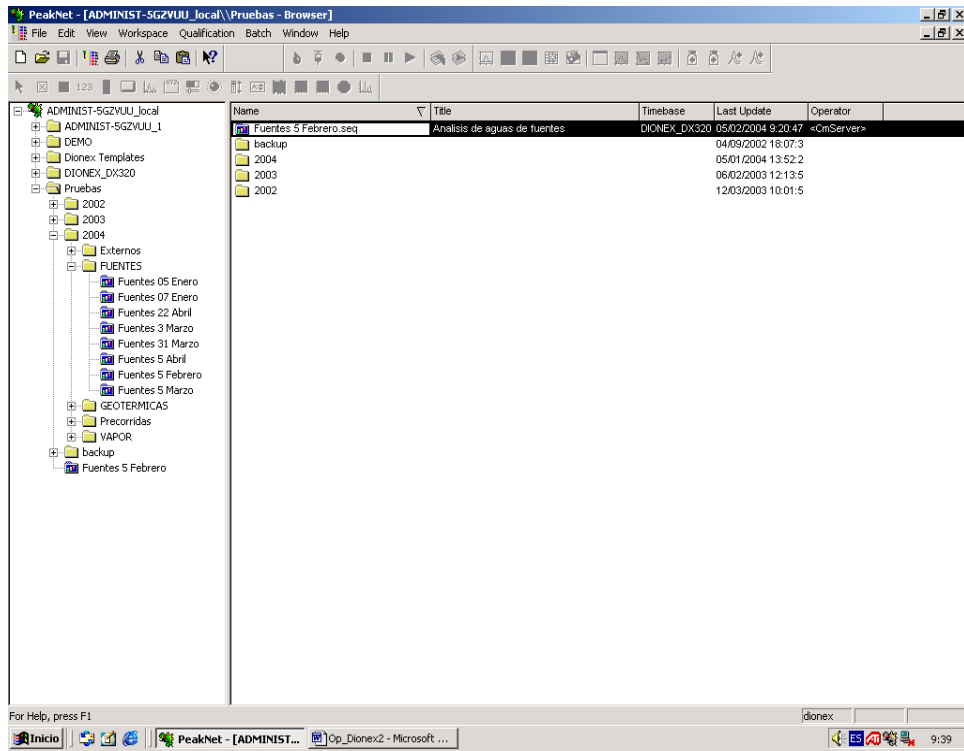 PeakNet - [ADMINIST-5GZVUU_local\\Pruebas - Browser]
File Edit View Workspace Qualification Batch Window Help
123
ADMINIST-5GZVUU_local
ADMINIST-5GZVUU_1
DEMO
Dionex Templates
DIONEX_DX320
Pruebas
2002
2003
2004
Externos
FUENTES
Fuentes 05 Enero
Fuentes 07 Enero
Fuentes 22 Abril
Fuentes 3 Marzo
Fuentes 31 Marzo
Fuentes 5 Abril
Fuentes 5 Febrero
Fuentes 5 Marzo
GEOTERMICAS
Precorridas
VAPOR
backup
Fuentes 5 Febrero
Name Title Timebase Last Update Operator
Fuentes 5 Febrero.seq Analisis de aguas de fuentes DIONEX_DX320 05/02/2004 9:20:47 <CmServer>
backup 04/09/2002 18:07:3
2004 05/01/2004 13:52:2
2003 06/02/2003 12:13:5
2002 12/03/2003 10:01:5
For Help, press F1 dionex
Inicio PeakNet - [ADMINIST... Op_Dionex2 - Microsoft ... ES 9:39